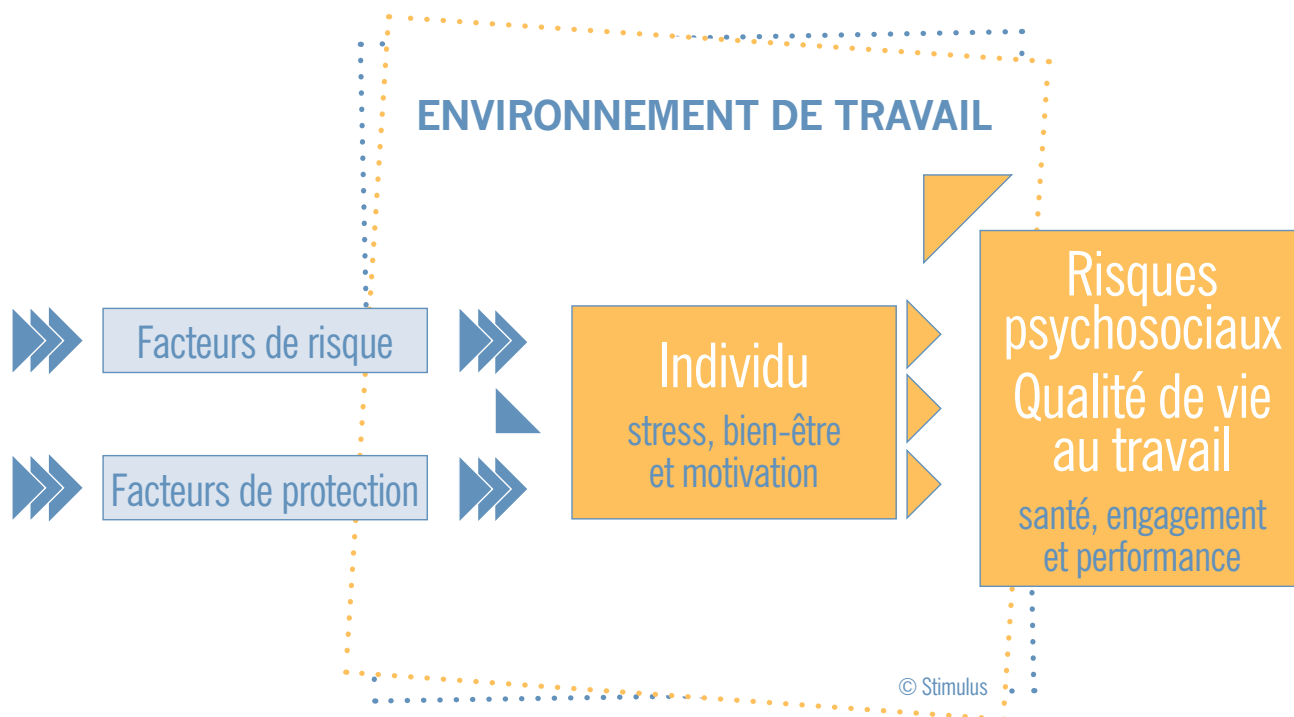 ENVIRONNEMENT DE TRAVAIL
Facteurs de risque
Facteurs de protection
Individu
stress, bien-être
et motivation
Risques
psychosociaux
Qualité de vie
au travail
santé, engagement
et performance
© Stimulus